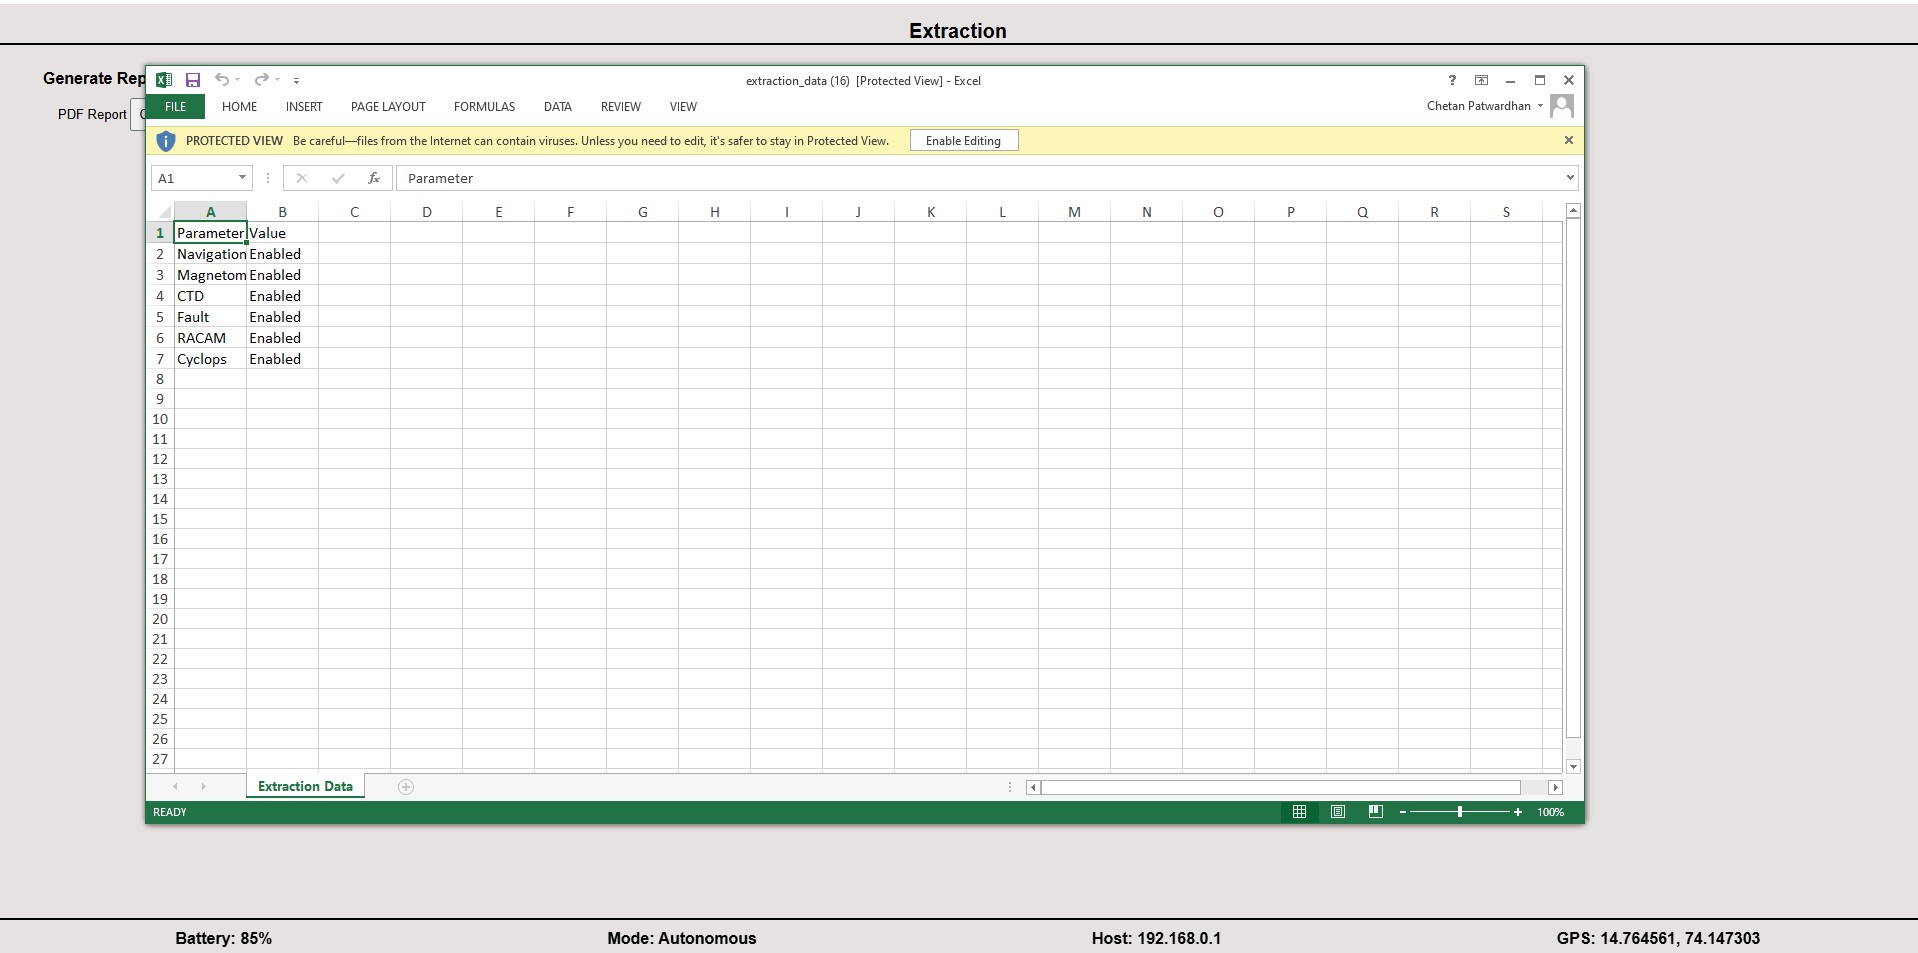 Extraction
Generate Rep
PDF Report
extraction_data (16) [Protected View] - Excel
FILE HOME INSERT PAGE LAYOUT FORMULAS DATA REVIEW VIEW
Chetan Patwardhan
PROTECTED VIEW Be careful—files from the Internet can contain viruses. Unless you need to edit, it's safer to stay in Protected View. Enable Editing
A1 fx Parameter
A B C D E F G H I J K L M N O P Q R S
1 Parameter Value
2 Navigation Enabled
3 Magnetom Enabled
4 CTD Enabled
5 Fault Enabled
6 RACAM Enabled
7 Cyclops Enabled
8
9
10
11
12
13
14
15
16
17
18
19
20
21
22
23
24
25
26
27
Extraction Data
READY 100%
Battery: 85% Mode: Autonomous Host: 192.168.0.1 GPS: 14.764561, 74.147303